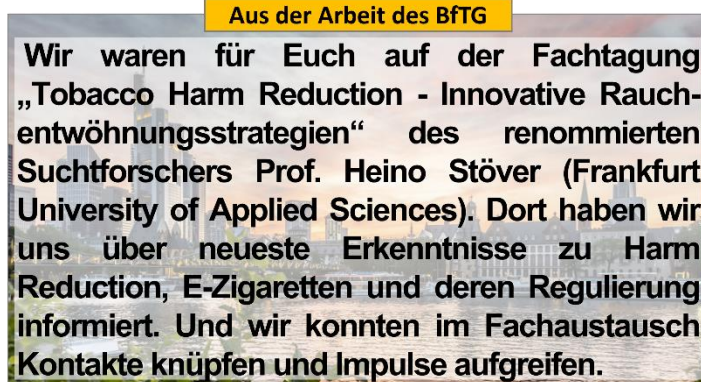 Aus der Arbeit des BfTG
Wir waren für Euch auf der Fachtagung
„Tobacco Harm Reduction - Innovative Rauch-
entwöhnungsstrategien“ des renommierten
Suchtforschers Prof. Heino Stöver (Frankfurt
University of Applied Sciences). Dort haben wir
uns über neueste Erkenntnisse zu Harm
Reduction, E-Zigaretten und deren Regulierung
informiert. Und wir konnten im Fachaustausch
Kontakte knüpfen und Impulse aufgreifen.